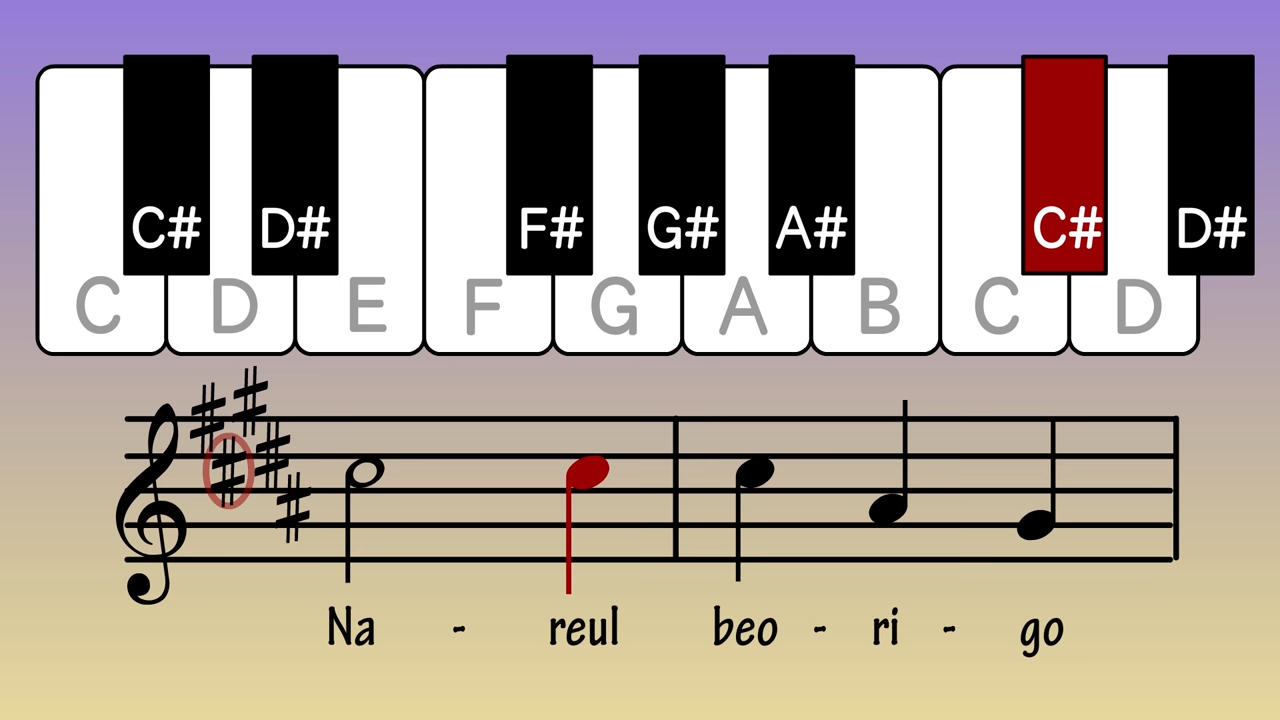 C# D# F# G# A# C# D#
C D E F G A B C D
Na - reul beo - ri - go